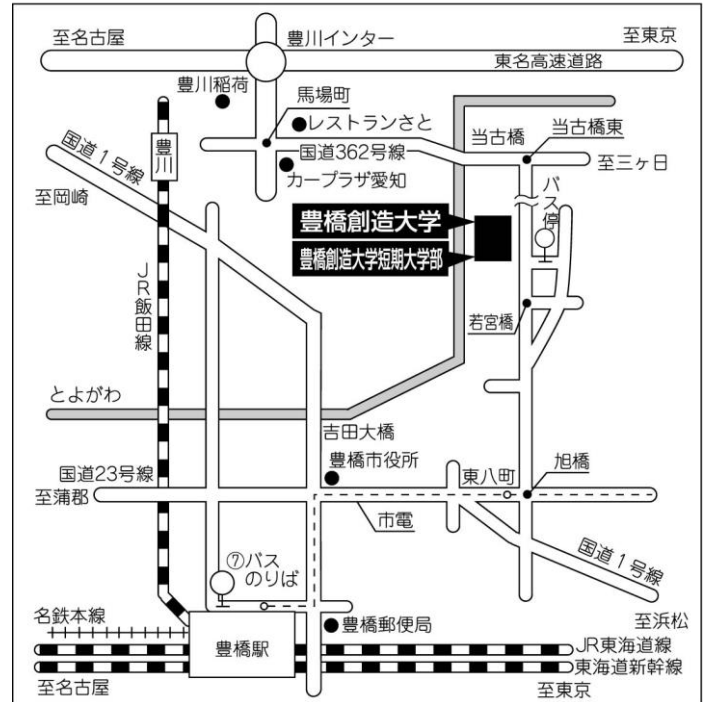 至名古屋
豊川インター
至東京
東名高速道路
豊川稲荷
馬場町
レストランさと
当古橋
当古橋東
国道1号線
豊川
国道362号線
至三ヶ日
カープラザ愛知
バス停
至岡崎
豊橋創造大学
豊橋創造大学短期大学部
JR飯田線
若宮橋
とよがわ
吉田大橋
豊橋市役所
国道23号線
東八町
旭橋
至蒲郡
市電
国道1号線
⑦バス
のりば
名鉄本線
豊橋郵便局
至浜松
豊橋駅
JR東海道線
東海道新幹線
至名古屋
至東京